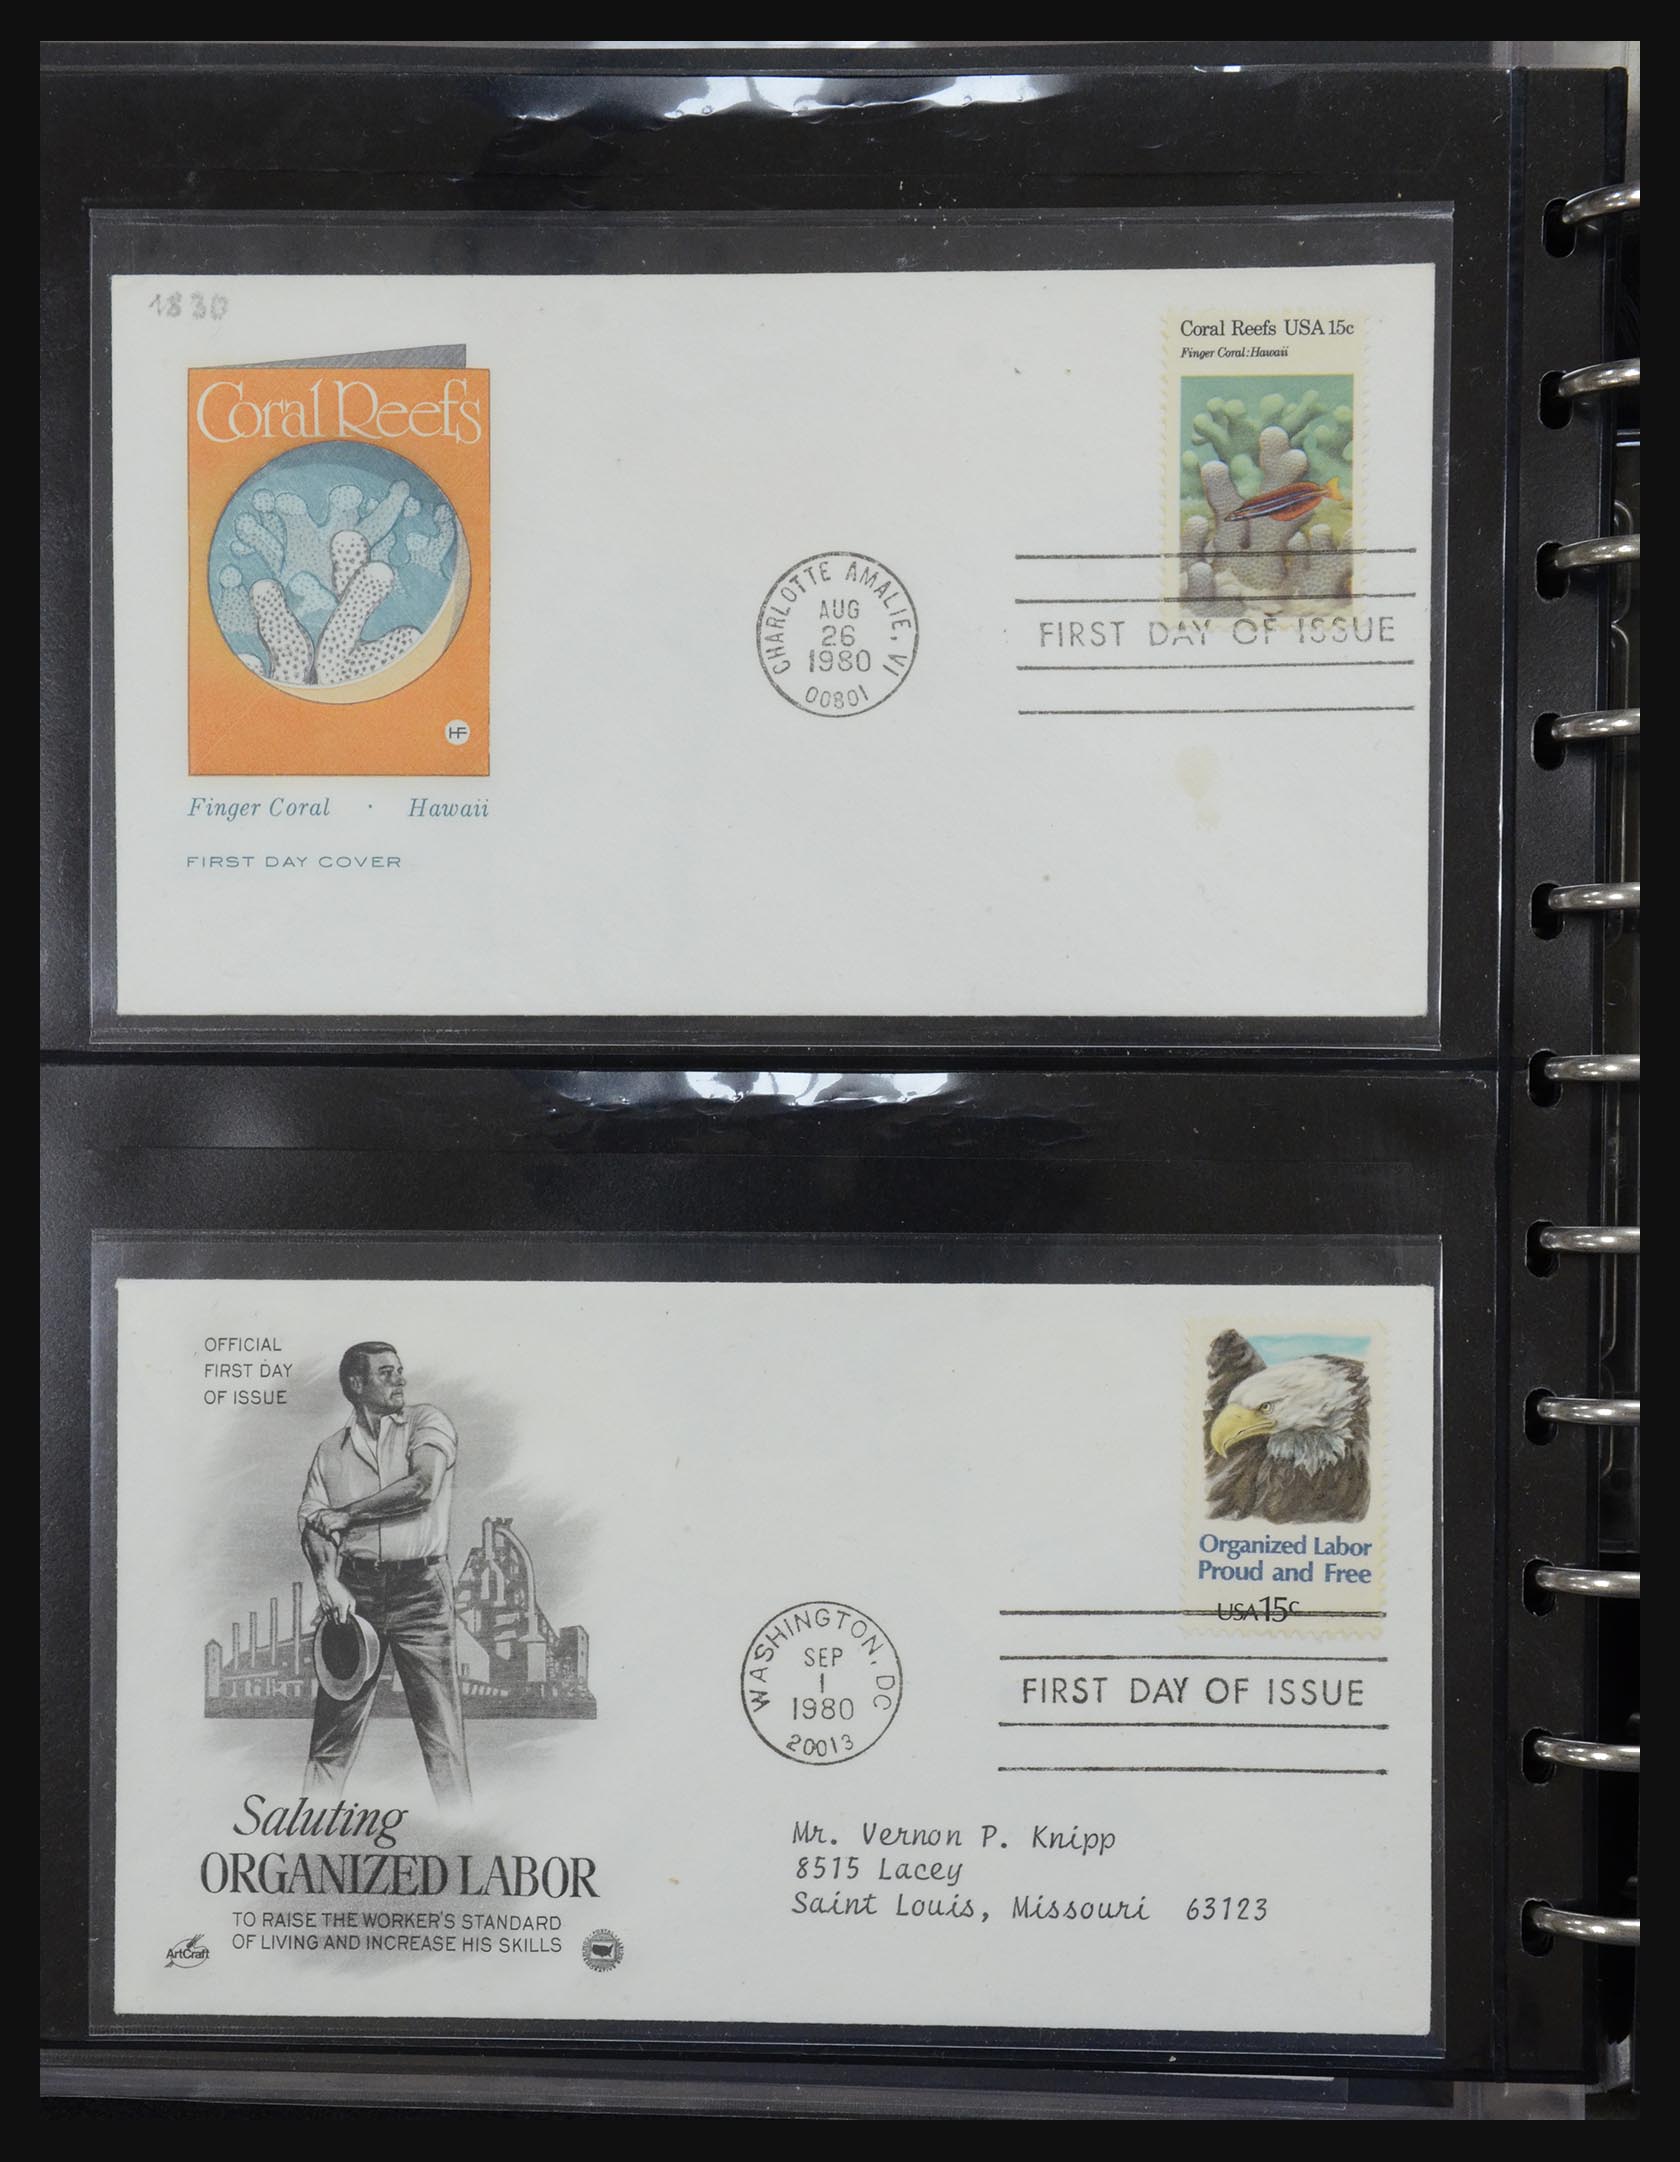 1830
Coral Reefs
HF
Finger Coral · Hawaii
FIRST DAY COVER
CHARLOTTE AMALIE, VI
AUG
26
1980
00801
Coral Reefs USA 15c
Finger Coral: Hawaii
FIRST DAY OF ISSUE
OFFICIAL
FIRST DAY
OF ISSUE
Saluting
ORGANIZED LABOR
TO RAISE THE WORKER'S STANDARD
OF LIVING AND INCREASE HIS SKILLS
ArtCraft
WASHINGTON, DC
SEP
1
1980
20013
Organized Labor
Proud and Free
USA 15c
FIRST DAY OF ISSUE
Mr. Vernon P. Knipp
8515 Lacey
Saint Louis, Missouri 63123